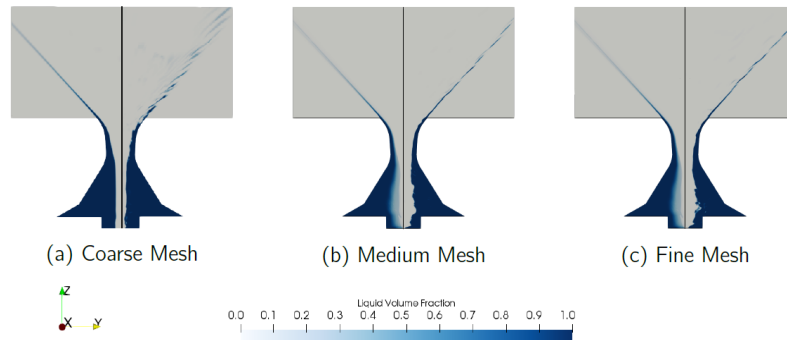 (a) Coarse Mesh
(b) Medium Mesh
(c) Fine Mesh
Z
X
Y
Liquid Volume Fraction
0.0 0.1 0.2 0.3 0.4 0.5 0.6 0.7 0.8 0.9 1.0